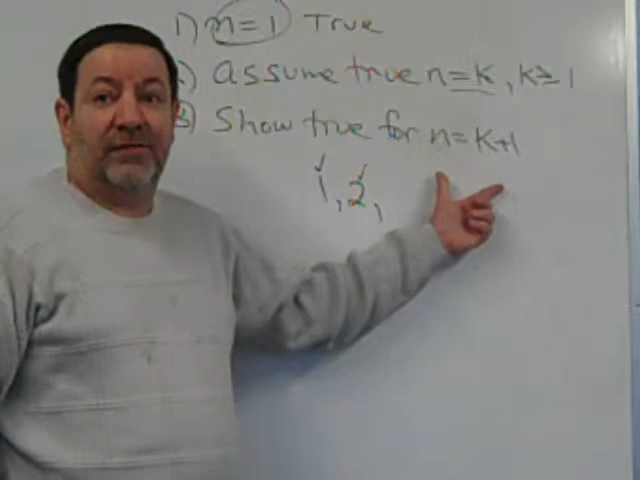 1) n=1 True
) Assume true n=k, k≥1
3) Show true for n=k+1
1, 2,